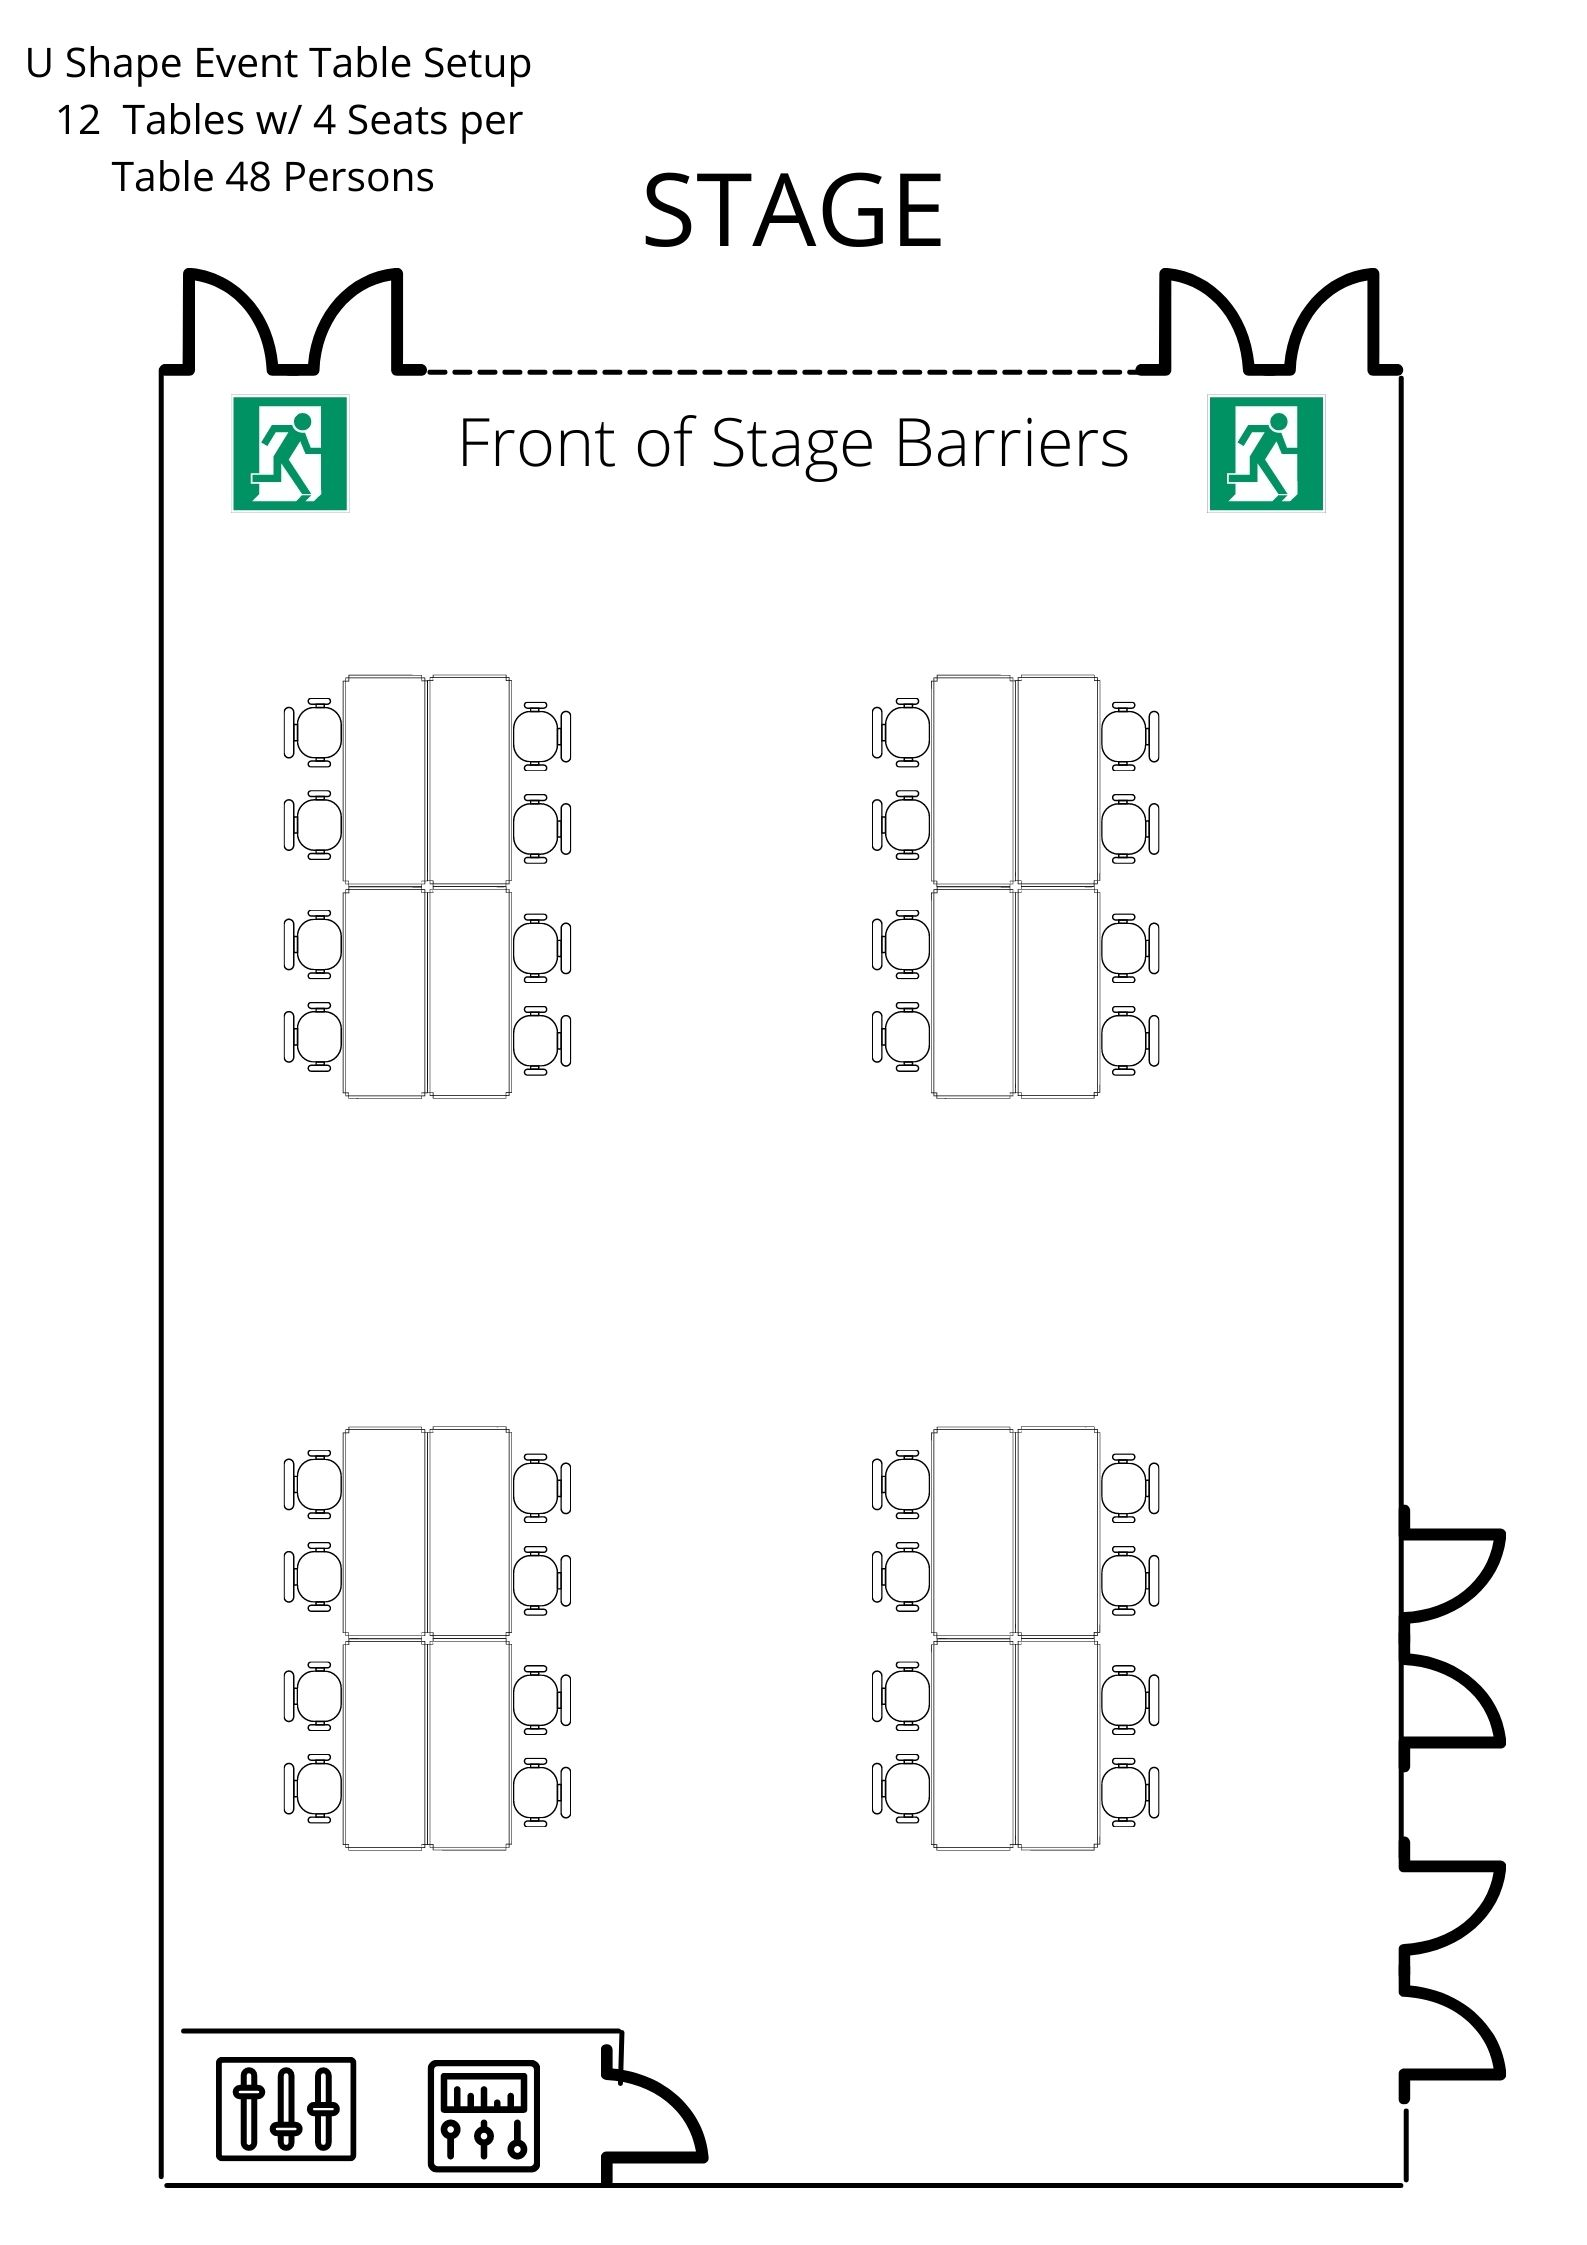 U Shape Event Table Setup
12 Tables w/ 4 Seats per
Table 48 Persons
STAGE
Front of Stage Barriers